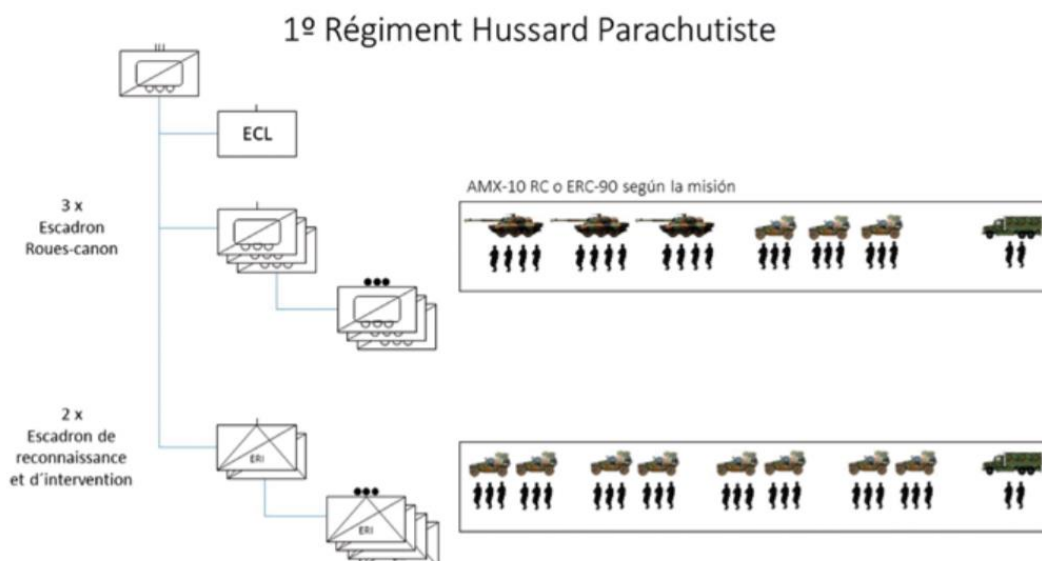 1º Régiment Hussard Parachutiste
ECL
3 x
Escadron
Roues-canon
AMX-10 RC o ERC-90 según la misión
2 x
Escadron de
reconnaissance
et d´intervention
ERI
ERI